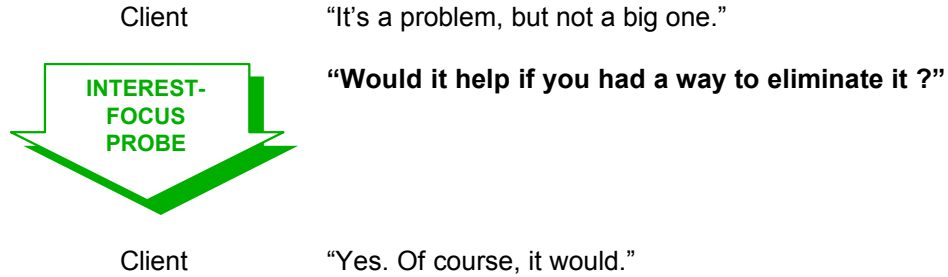 Client “It’s a problem, but not a big one.”
INTEREST-
FOCUS
PROBE
“Would it help if you had a way to eliminate it ?”
Client “Yes. Of course, it would.”